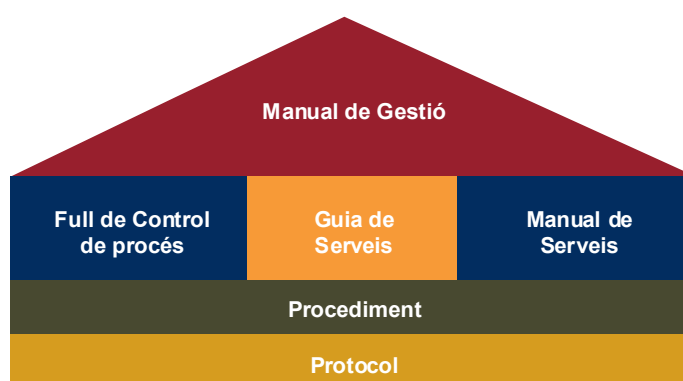 Manual de Gestió
Full de Control
de procés
Guia de
Serveis
Manual de
Serveis
Procediment
Protocol